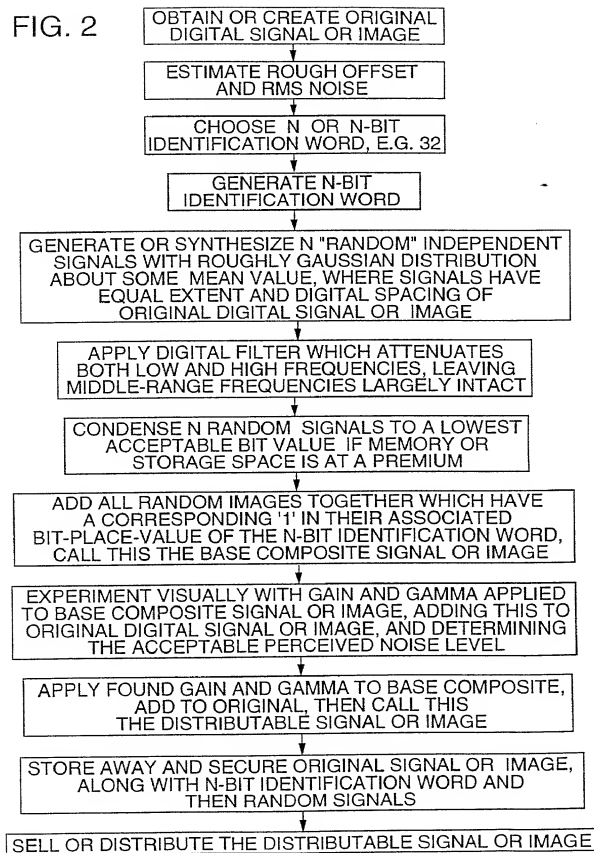 FIG. 2
OBTAIN OR CREATE ORIGINAL
DIGITAL SIGNAL OR IMAGE
ESTIMATE ROUGH OFFSET
AND RMS NOISE
CHOOSE N OR N-BIT
IDENTIFICATION WORD, E.G. 32
GENERATE N-BIT
IDENTIFICATION WORD
GENERATE OR SYNTHESIZE N "RANDOM" INDEPENDENT
SIGNALS WITH ROUGHLY GAUSSIAN DISTRIBUTION
ABOUT SOME MEAN VALUE, WHERE SIGNALS HAVE
EQUAL EXTENT AND DIGITAL SPACING OF
ORIGINAL DIGITAL SIGNAL OR IMAGE
APPLY DIGITAL FILTER WHICH ATTENUATES
BOTH LOW AND HIGH FREQUENCIES, LEAVING
MIDDLE-RANGE FREQUENCIES LARGELY INTACT
CONDENSE N RANDOM SIGNALS TO A LOWEST
ACCEPTABLE BIT VALUE IF MEMORY OR
STORAGE SPACE IS AT A PREMIUM
ADD ALL RANDOM IMAGES TOGETHER WHICH HAVE
A CORRESPONDING '1' IN THEIR ASSOCIATED
BIT-PLACE-VALUE OF THE N-BIT IDENTIFICATION WORD,
CALL THIS THE BASE COMPOSITE SIGNAL OR IMAGE
EXPERIMENT VISUALLY WITH GAIN AND GAMMA APPLIED
TO BASE COMPOSITE SIGNAL OR IMAGE, ADDING THIS TO
ORIGINAL DIGITAL SIGNAL OR IMAGE, AND DETERMINING
THE ACCEPTABLE PERCEIVED NOISE LEVEL
APPLY FOUND GAIN AND GAMMA TO BASE COMPOSITE,
ADD TO ORIGINAL, THEN CALL THIS
THE DISTRIBUTABLE SIGNAL OR IMAGE
STORE AWAY AND SECURE ORIGINAL SIGNAL OR IMAGE,
ALONG WITH N-BIT IDENTIFICATION WORD AND
THEN RANDOM SIGNALS
SELL OR DISTRIBUTE THE DISTRIBUTABLE SIGNAL OR IMAGE